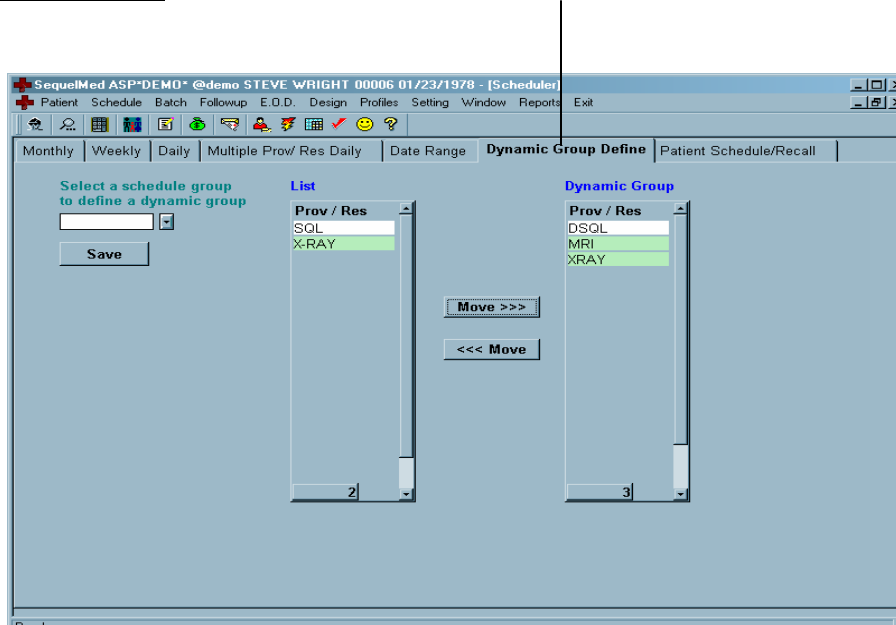 SequelMed ASP*DEMO* @demo STEVE WRIGHT 00006 01/23/1978 - [Scheduler]
Patient Schedule Batch Followup E.O.D. Design Profiles Setting Window Reports Exit
Monthly Weekly Daily Multiple Prov/ Res Daily Date Range Dynamic Group Define Patient Schedule/Recall
Select a schedule group
to define a dynamic group
Save
List
Prov / Res
SQL
X-RAY
2
Move >>>
<<< Move
Dynamic Group
Prov / Res
DSQL
MRI
XRAY
3